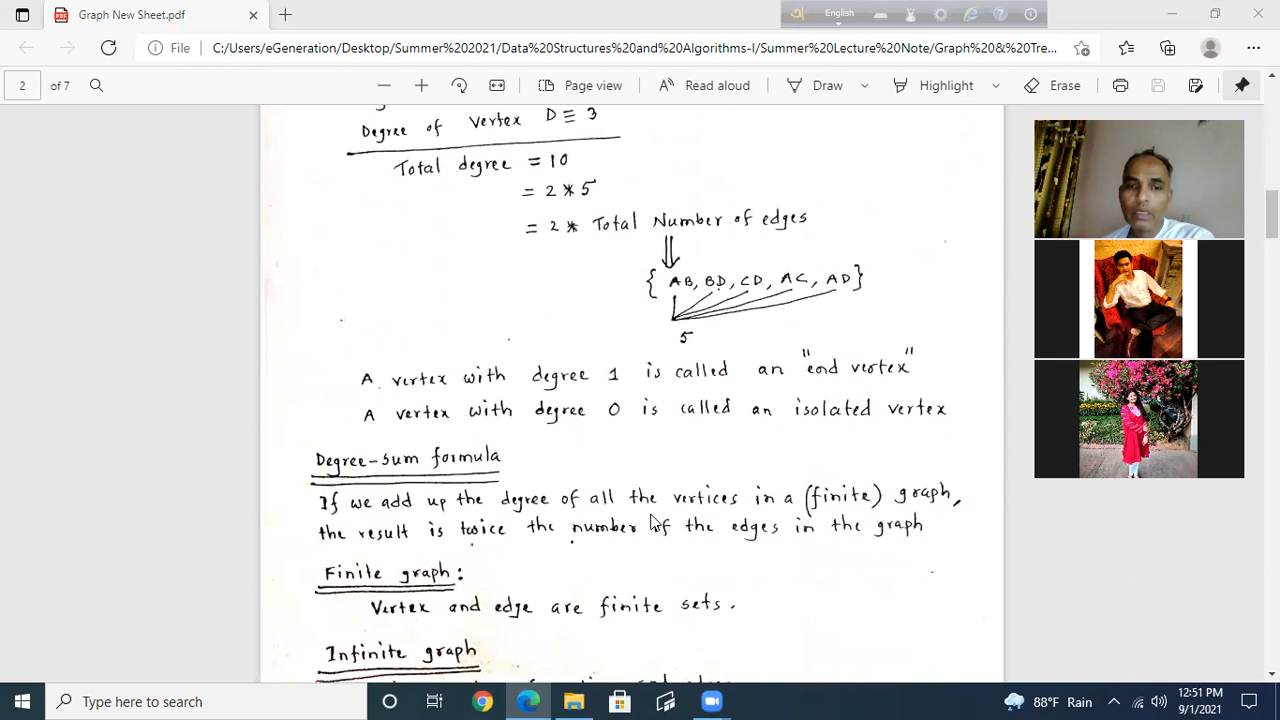 Graph New Sheet.pdf
English
File
C:/Users/eGeneration/Desktop/Summer%202021/Data%20Structures%20and%20Algorithms-I/Summer%20Lecture%20Note/Graph%20&%20Tre...
2 of 7
Page view
Read aloud
Draw
Highlight
Erase
Degree of Vertex D ≡ 3
Total degree = 10
= 2 * 5
= 2 * Total Number of edges
{ AB, BD, CD, AC, AD}
5
A vertex with degree 1 is called an "end vertex"
A vertex with degree 0 is called an isolated vertex
Degree-sum formula
If we add up the degree of all the vertices in a (finite) graph,
the result is twice the number of the edges in the graph
Finite graph:
Vertex and edge are finite sets.
Infinite graph
Type here to search
88°F Rain
12:51 PM
9/1/2021